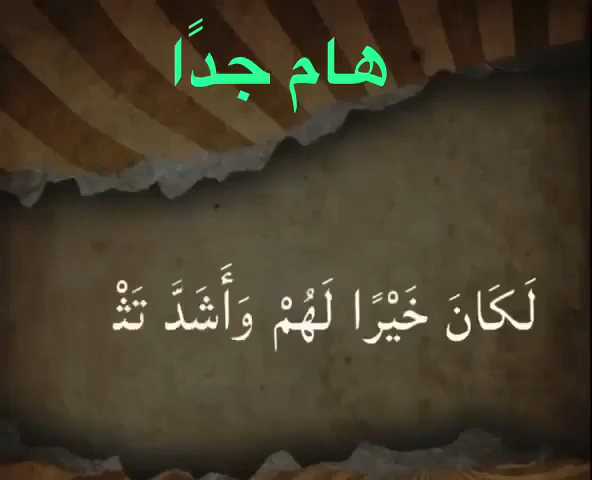 هام جدًا
لَكَانَ خَيْرًا لَهُمْ وَأَشَدَّ تَثْ